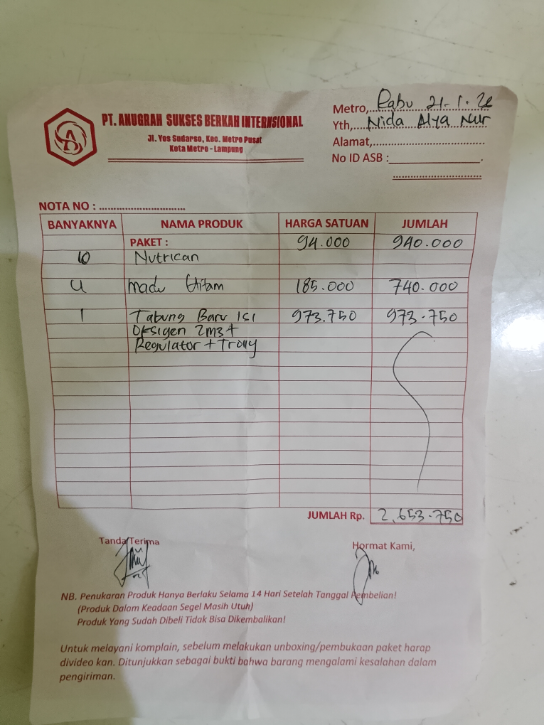 PT. ANUGRAH SUKSES BERKAH INTERNSIONAL
Jl. Yos Sudarso, Kec. Metro Pusat
Kota Metro - Lampung
Metro, Rabu 21-1.26
Yth, Nida Alya Nur
Alamat,
No ID ASB :
NOTA NO :
BANYAKNYA NAMA PRODUK HARGA SATUAN JUMLAH
PAKET : 94.000 940.000
10 Nutrican
4 madu Hitam 185.000 740.000
1 Tabung Baru Isi 973.750 973.750
Oksigen 2m3 +
Regulator + Trolly
JUMLAH Rp. 2.653.750
Tanda Terima Hormat Kami,
NB. Penukaran Produk Hanya Berlaku Selama 14 Hari Setelah Tanggal Pembelian!
(Produk Dalam Keadaan Segel Masih Utuh)
Produk Yang Sudah Dibeli Tidak Bisa Dikembalikan!
Untuk melayani komplain, sebelum melakukan unboxing/pembukaan paket harap
divideo kan. Ditunjukkan sebagai bukti bahwa barang mengalami kesalahan dalam
pengiriman.